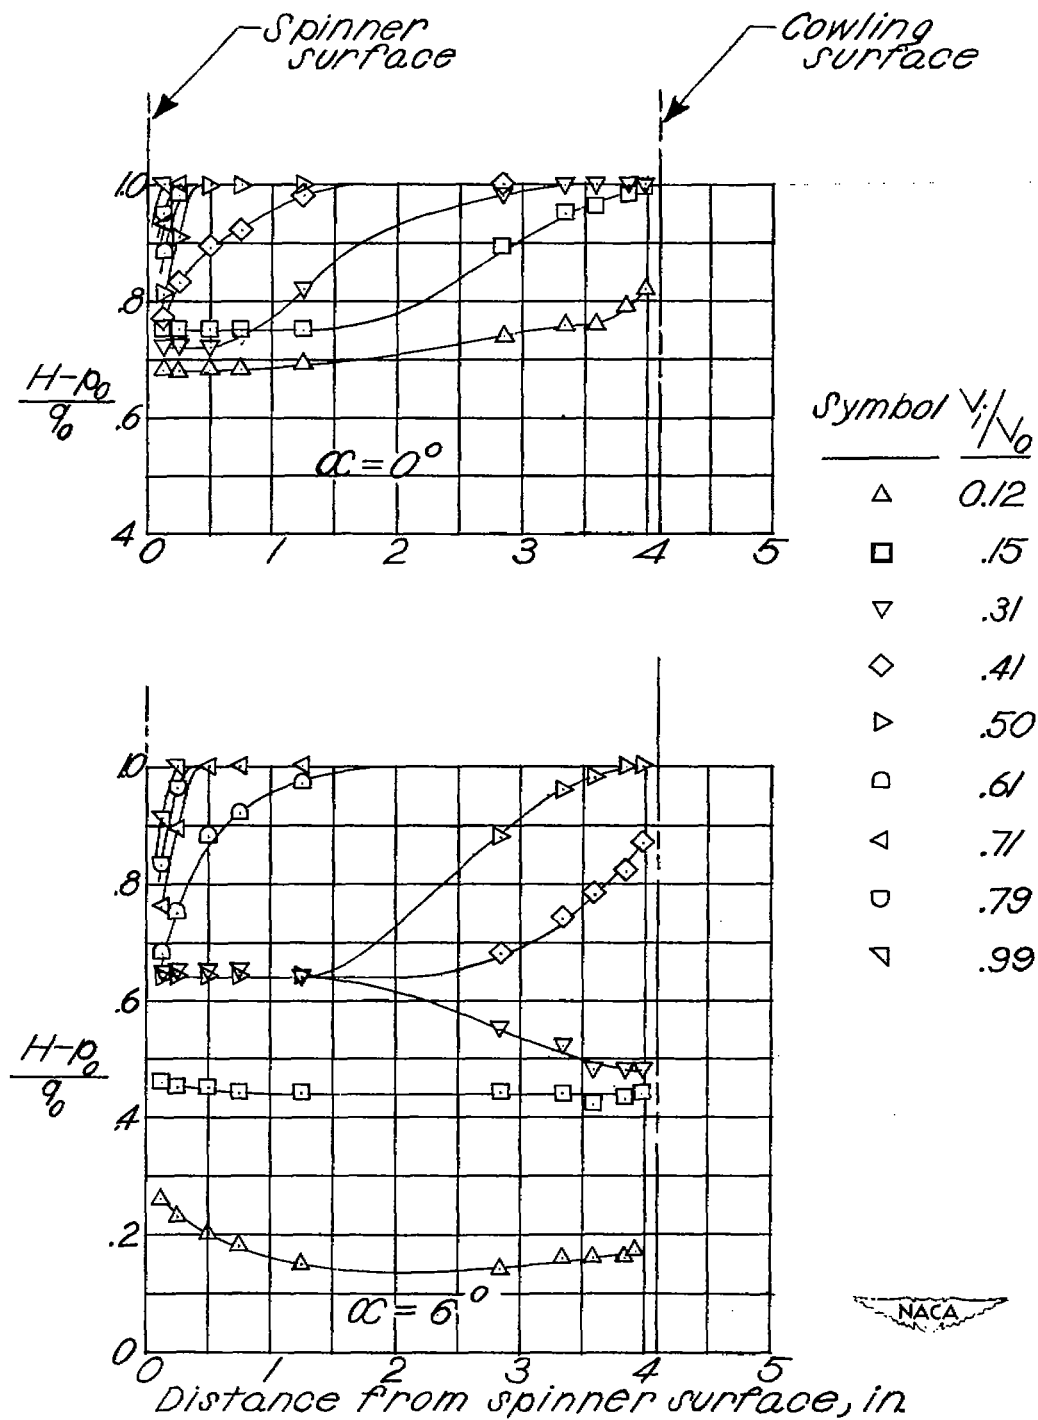 Spinner surface
Cowling surface
1.0
.8
.6
.4
H-p₀
q₀
α = 0°
0 1 2 3 4 5
Symbol Vᵢ/V₀
△ 0.12
□ .15
▽ .31
◇ .41
▷ .50
.61
◁ .71
.79
.99
1.0
.8
.6
.4
.2
0
H-p₀
q₀
α = 6°
0 1 2 3 4 5
Distance from spinner surface, in.
NACA